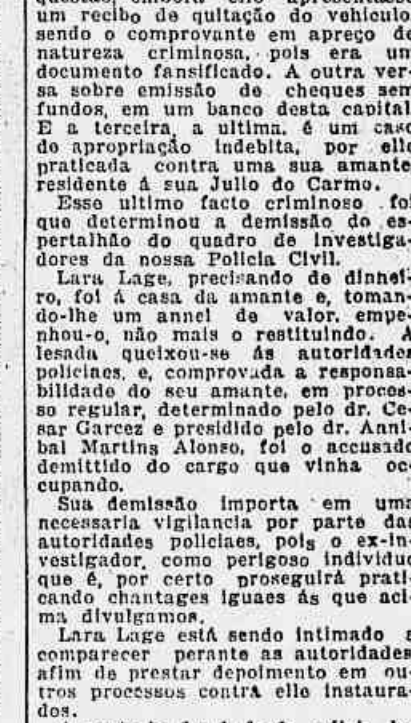 um recibo de quitação do vehiculo
sendo o comprovante em apreço de
natureza criminosa, pois era um
documento fansificado. A outra ver-
sa sobre emissão de cheques sem
fundos, em um banco desta capital
E a terceira, a ultima, é um caso
de apropriação indebita, por elle
praticada contra uma sua amante
residente á sua Julio do Carmo.
Esse ultimo facto criminoso foi
que determinou a demissão do es-
pertalhão do quadro de investiga-
dores da nossa Policia Civil.
Lara Lage, precisando de dinhei-
ro, foi á casa da amante e, toman-
do-lhe um annel de valor, empe-
nhou-o, não mais o restituindo. A
lesada queixou-se ás autoridades
policiaes, e, comprovada a responsa-
bilidade do seu amante, em proces-
so regular, determinado pelo dr. Ce-
sar Garcez e presidido pelo dr. Anni-
bal Martins Alonso, foi o accusado
demittido do cargo que vinha oc-
cupando.
Sua demissão importa em uma
necessaria vigilancia por parte das
autoridades policiaes, pois o ex-in-
vestigador, como perigoso individuo
que é, por certo proseguirá prati-
cando chantages iguaes ás que aci-
ma divulgamos.
Lara Lage está sendo intimado a
comparecer perante as autoridades
afim de prestar depoimento em ou-
tros processos contra elle instaura-
dos.